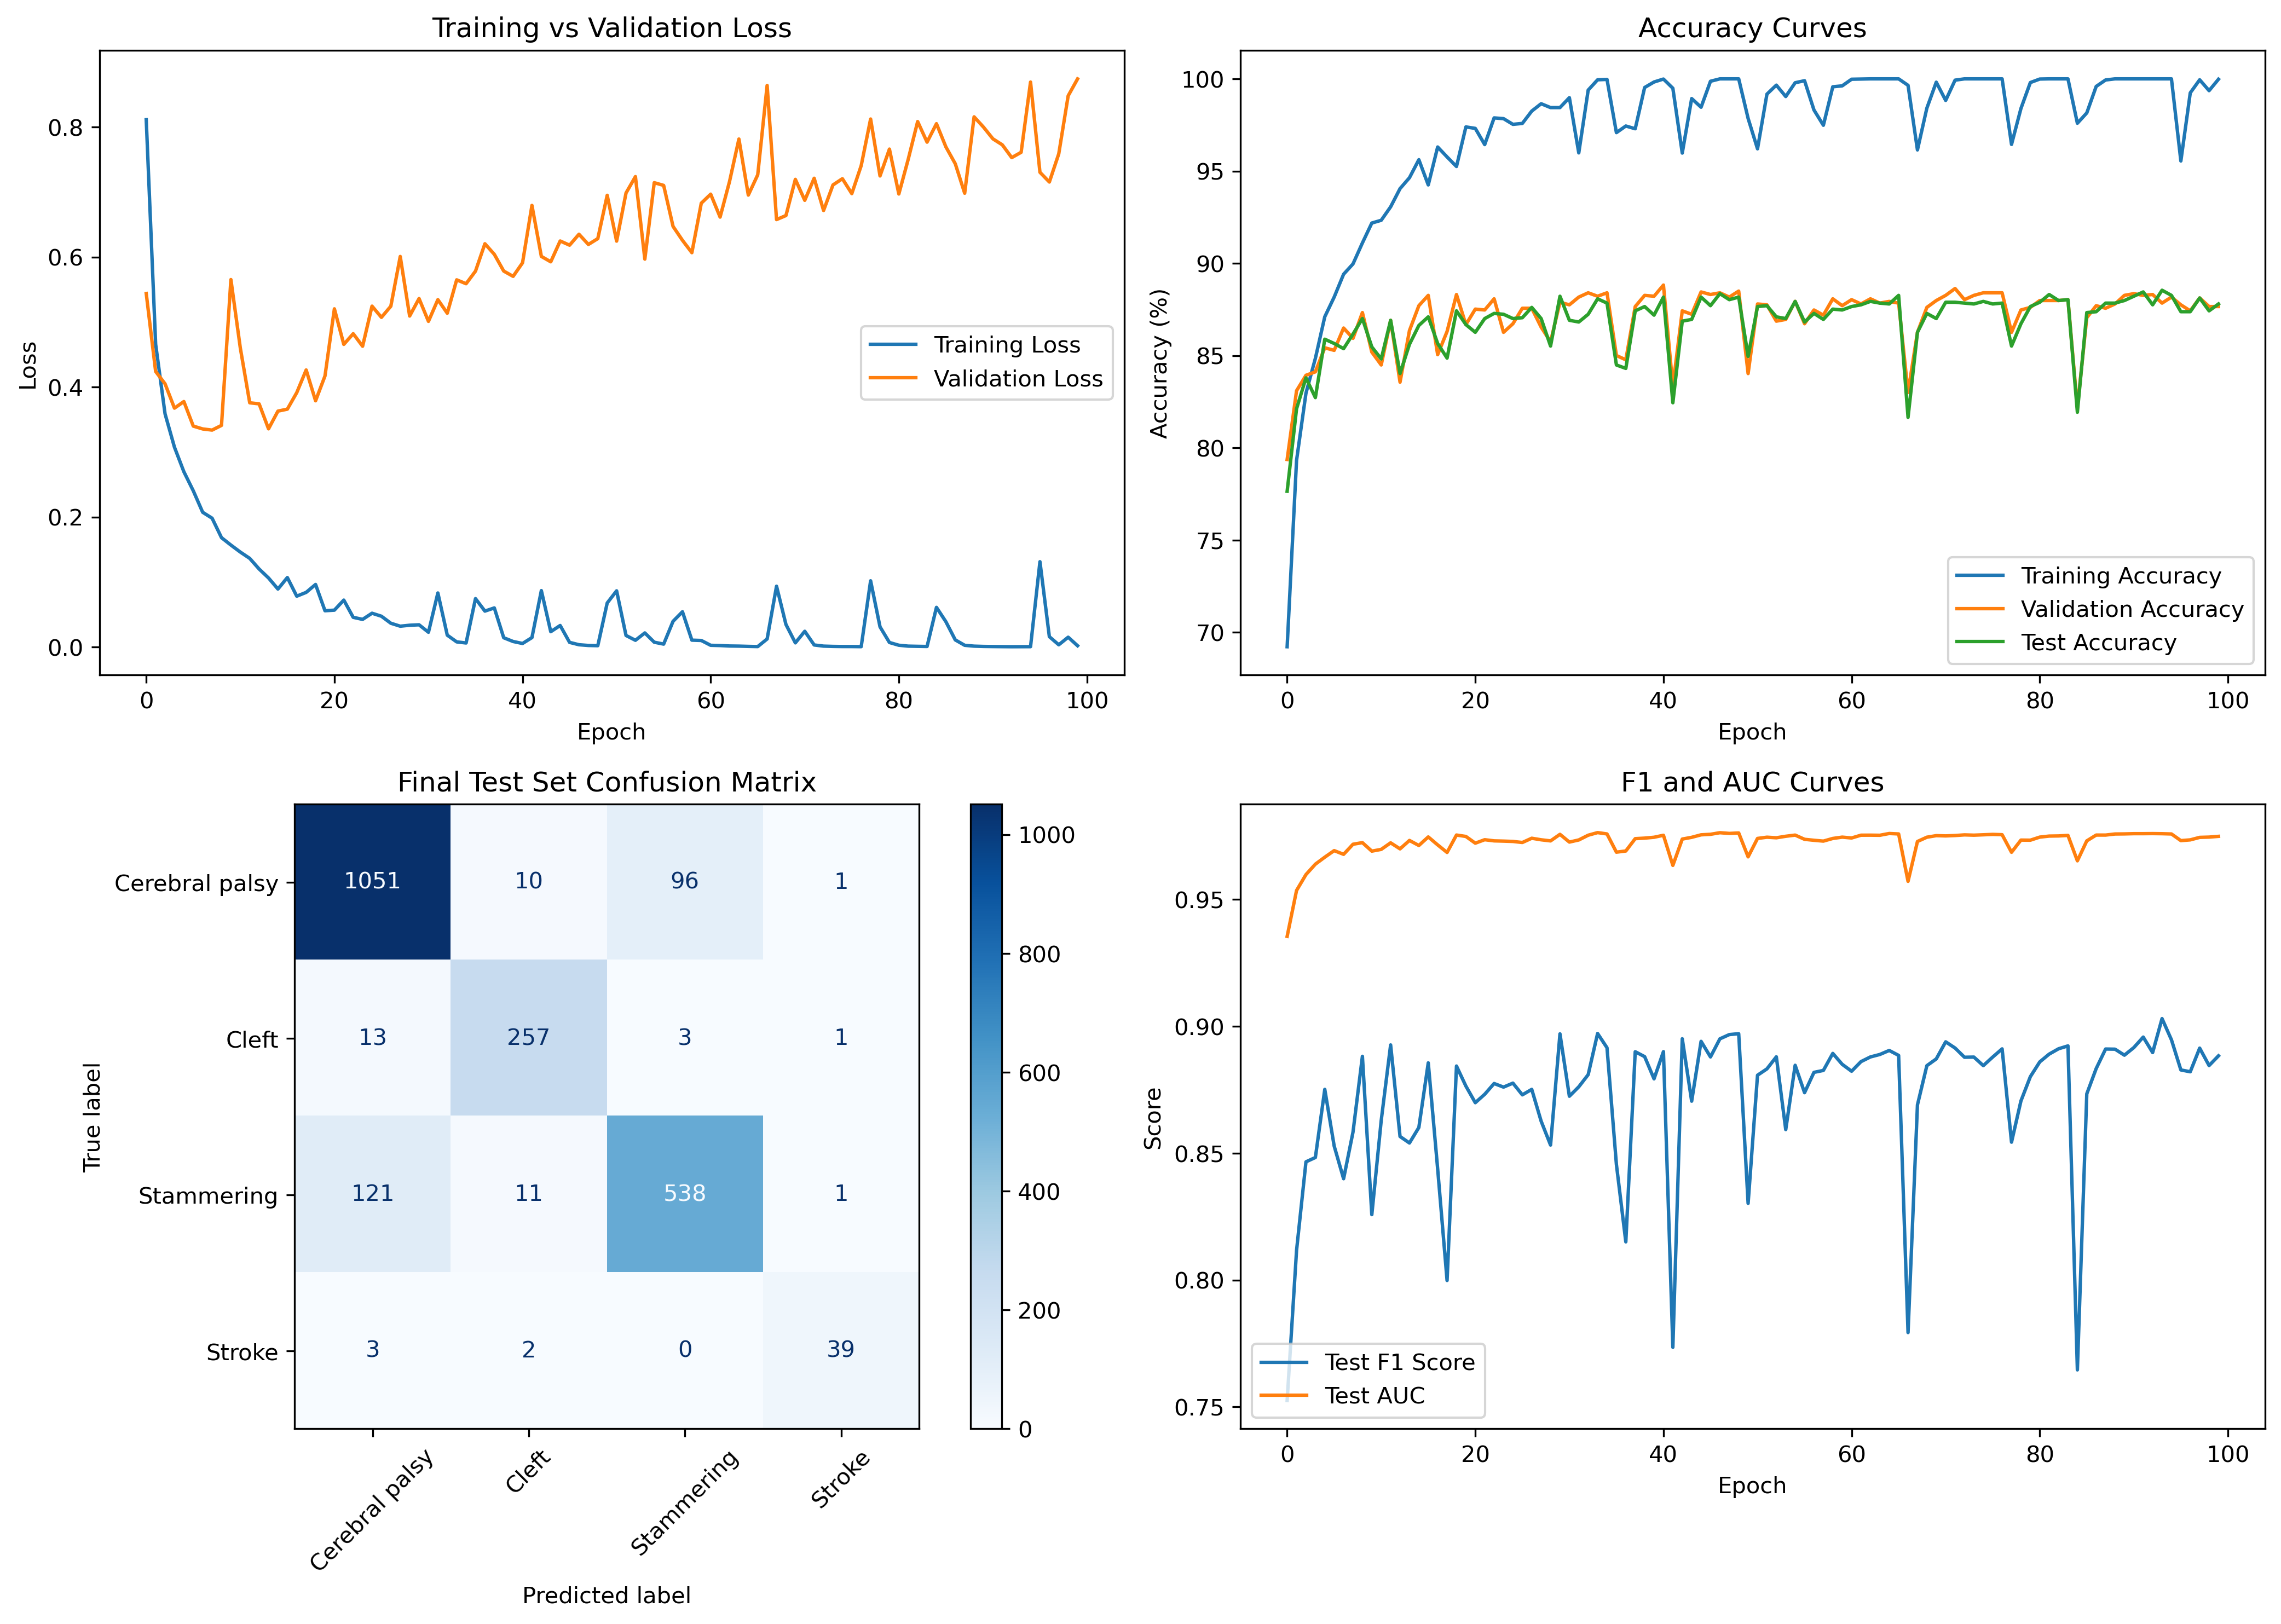 Training vs Validation Loss
Loss
0.8
0.6
0.4
0.2
0.0
0 20 40 60 80 100
Epoch
Training Loss
Validation Loss
Accuracy Curves
Accuracy (%)
100
95
90
85
80
75
70
0 20 40 60 80 100
Epoch
Training Accuracy
Validation Accuracy
Test Accuracy
Final Test Set Confusion Matrix
True label
Cerebral palsy 1051 10 96 1
Cleft 13 257 3 1
Stammering 121 11 538 1
Stroke 3 2 0 39
Cerebral palsy Cleft Stammering Stroke
Predicted label
1000
800
600
400
200
0
F1 and AUC Curves
Score
0.95
0.90
0.85
0.80
0.75
0 20 40 60 80 100
Epoch
Test F1 Score
Test AUC